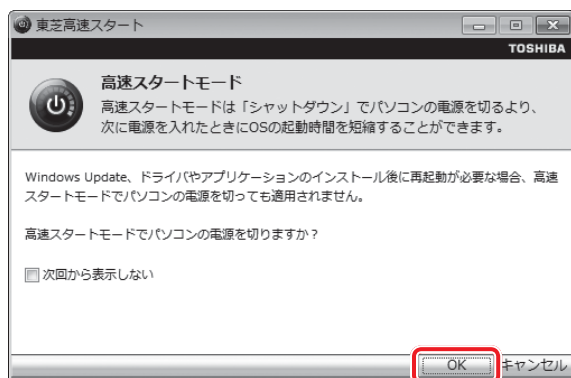 東芝高速スタート
TOSHIBA
高速スタートモード
高速スタートモードは「シャットダウン」でパソコンの電源を切るより、
次に電源を入れたときにOSの起動時間を短縮することができます。
Windows Update、ドライバやアプリケーションのインストール後に再起動が必要な場合、高速
スタートモードでパソコンの電源を切っても適用されません。
高速スタートモードでパソコンの電源を切りますか？
次回から表示しない
OK
キャンセル